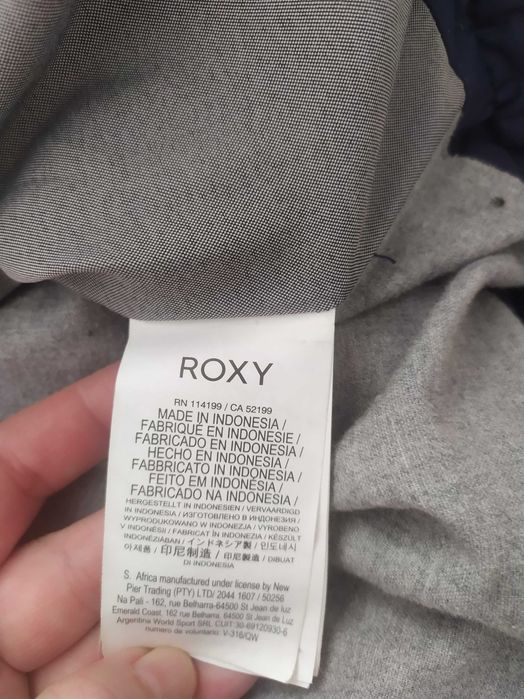 ROXY
RN 114199 / CA 52199
MADE IN INDONESIA /
FABRIQUÉ EN INDONESIE /
FABRICADO EN INDONESIA /
HECHO EN INDONESIA /
FABBRICATO IN INDONESIA /
FEITO EM INDONÉSIA /
FABRICADO NA INDONESIA /
HERGESTELLT IN INDONESIEN / VERVAARDIGD
IN INDONESIA / ИЗГОТОВЛЕНО В ИНДОНЕЗИЯ /
WYPRODUKOWANO W INDONEZJA / VYROBENO
V INDONÉSII / FABRICAT ÎN INDONEZIA / KÉSZÜLT
INDONÉZIÁBAN / インドネシア製 / 인도네시
아제품 / 印尼制造 / 印尼製造 / DIBUAT
DI INDONESIA
S. Africa manufactured under license by New
Pier Trading (PTY) LTD/ 2044 1607 / 50256
Na Pali - 162, rue Belharra-64500 St Jean de luz
Emerald Coast, 162 rue Belharra-64500 St Jean de Luz
Argentina World Sport SRL CUIT:30-69120930-6
numero de voluntario: V-318/QW